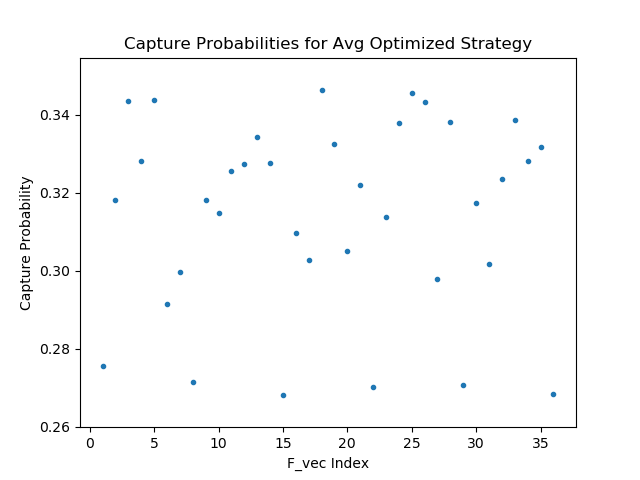 Capture Probabilities for Avg Optimized Strategy
0.34
0.32
0.30
0.28
0.26
Capture Probability
0 5 10 15 20 25 30 35
F_vec Index